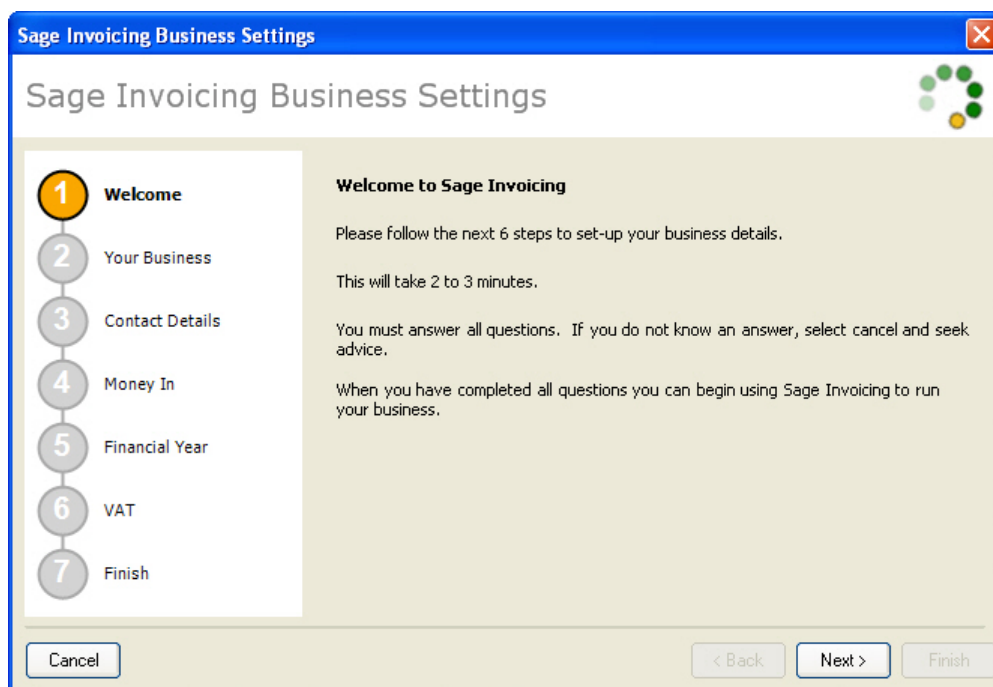 Sage Invoicing Business Settings
Sage Invoicing Business Settings
1 Welcome
2 Your Business
3 Contact Details
4 Money In
5 Financial Year
6 VAT
7 Finish
Welcome to Sage Invoicing
Please follow the next 6 steps to set-up your business details.
This will take 2 to 3 minutes.
You must answer all questions.  If you do not know an answer, select cancel and seek
advice.
When you have completed all questions you can begin using Sage Invoicing to run
your business.
Cancel
< Back
Next >
Finish